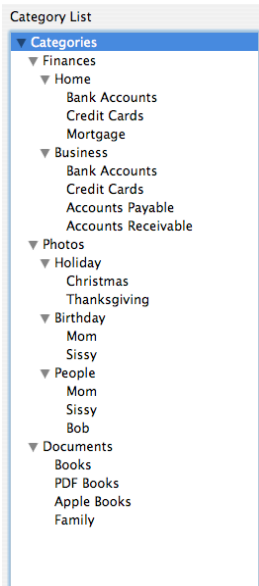 Category List
Categories
Finances
Home
Bank Accounts
Credit Cards
Mortgage
Business
Bank Accounts
Credit Cards
Accounts Payable
Accounts Receivable
Photos
Holiday
Christmas
Thanksgiving
Birthday
Mom
Sissy
People
Mom
Sissy
Bob
Documents
Books
PDF Books
Apple Books
Family